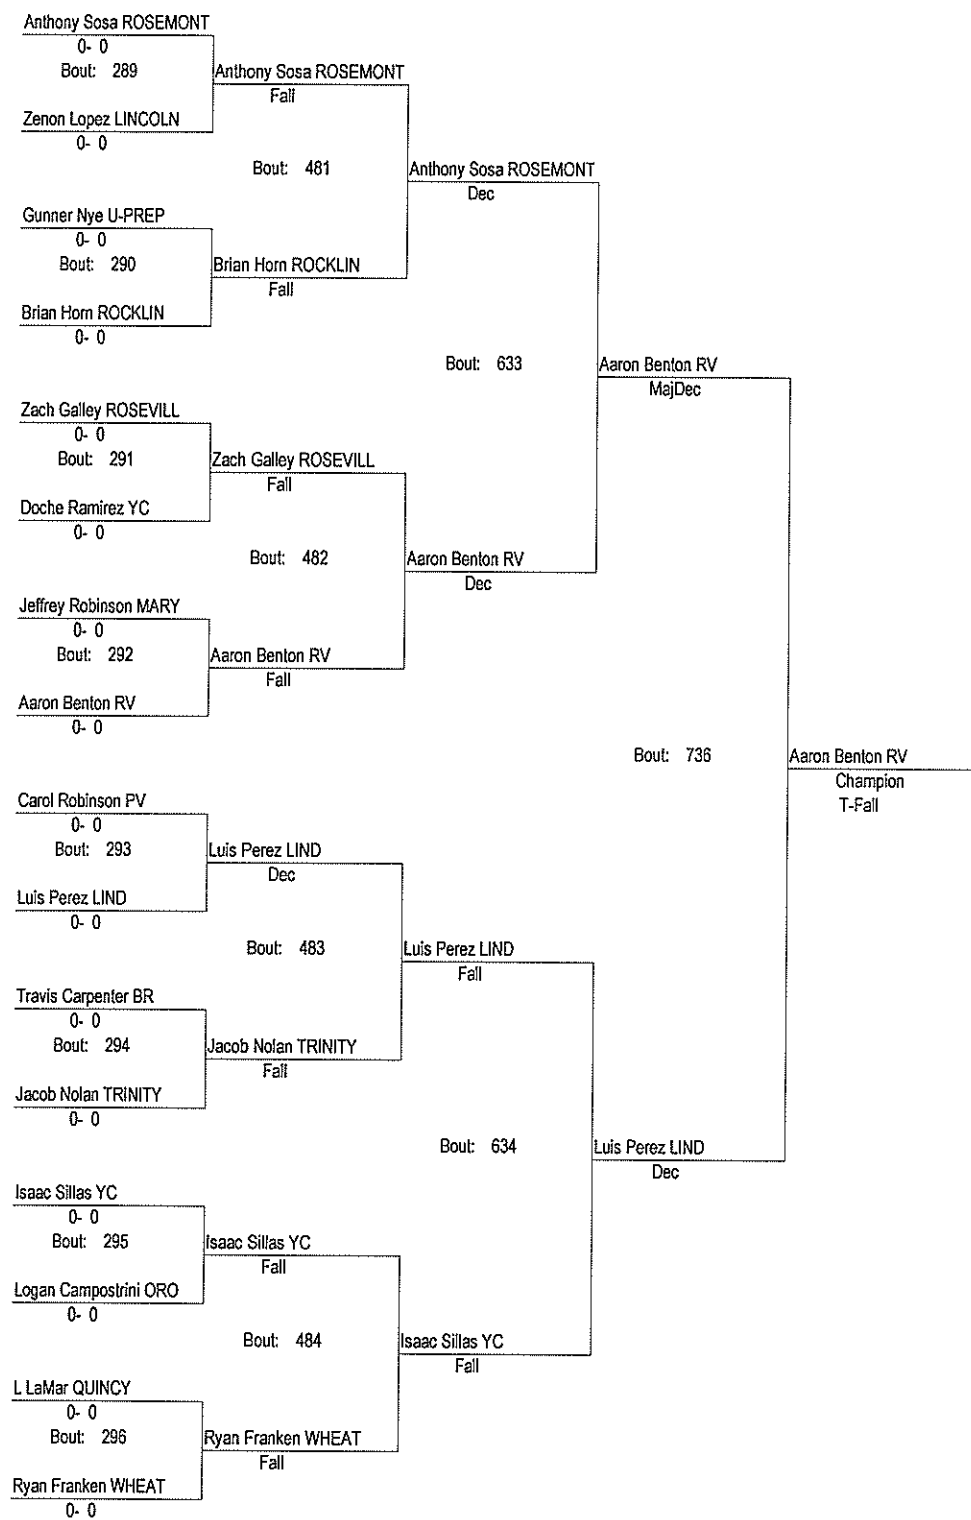 Anthony Sosa ROSEMONT
0- 0
Bout: 289
Anthony Sosa ROSEMONT
Fall
Zenon Lopez LINCOLN
0- 0
Bout: 481
Anthony Sosa ROSEMONT
Dec
Gunner Nye U-PREP
0- 0
Bout: 290
Brian Horn ROCKLIN
Fall
Brian Horn ROCKLIN
0- 0
Bout: 633
Aaron Benton RV
MajDec
Zach Galley ROSEVILL
0- 0
Bout: 291
Zach Galley ROSEVILL
Fall
Doche Ramirez YC
0- 0
Bout: 482
Aaron Benton RV
Dec
Jeffrey Robinson MARY
0- 0
Bout: 292
Aaron Benton RV
Fall
Aaron Benton RV
0- 0
Bout: 736
Aaron Benton RV
Champion
T-Fall
Carol Robinson PV
0- 0
Bout: 293
Luis Perez LIND
Dec
Luis Perez LIND
0- 0
Bout: 483
Luis Perez LIND
Fall
Travis Carpenter BR
0- 0
Bout: 294
Jacob Nolan TRINITY
Fall
Jacob Nolan TRINITY
0- 0
Bout: 634
Luis Perez LIND
Dec
Isaac Sillas YC
0- 0
Bout: 295
Isaac Sillas YC
Fall
Logan Campostrini ORO
0- 0
Bout: 484
Isaac Sillas YC
Fall
L LaMar QUINCY
0- 0
Bout: 296
Ryan Franken WHEAT
Fall
Ryan Franken WHEAT
0- 0